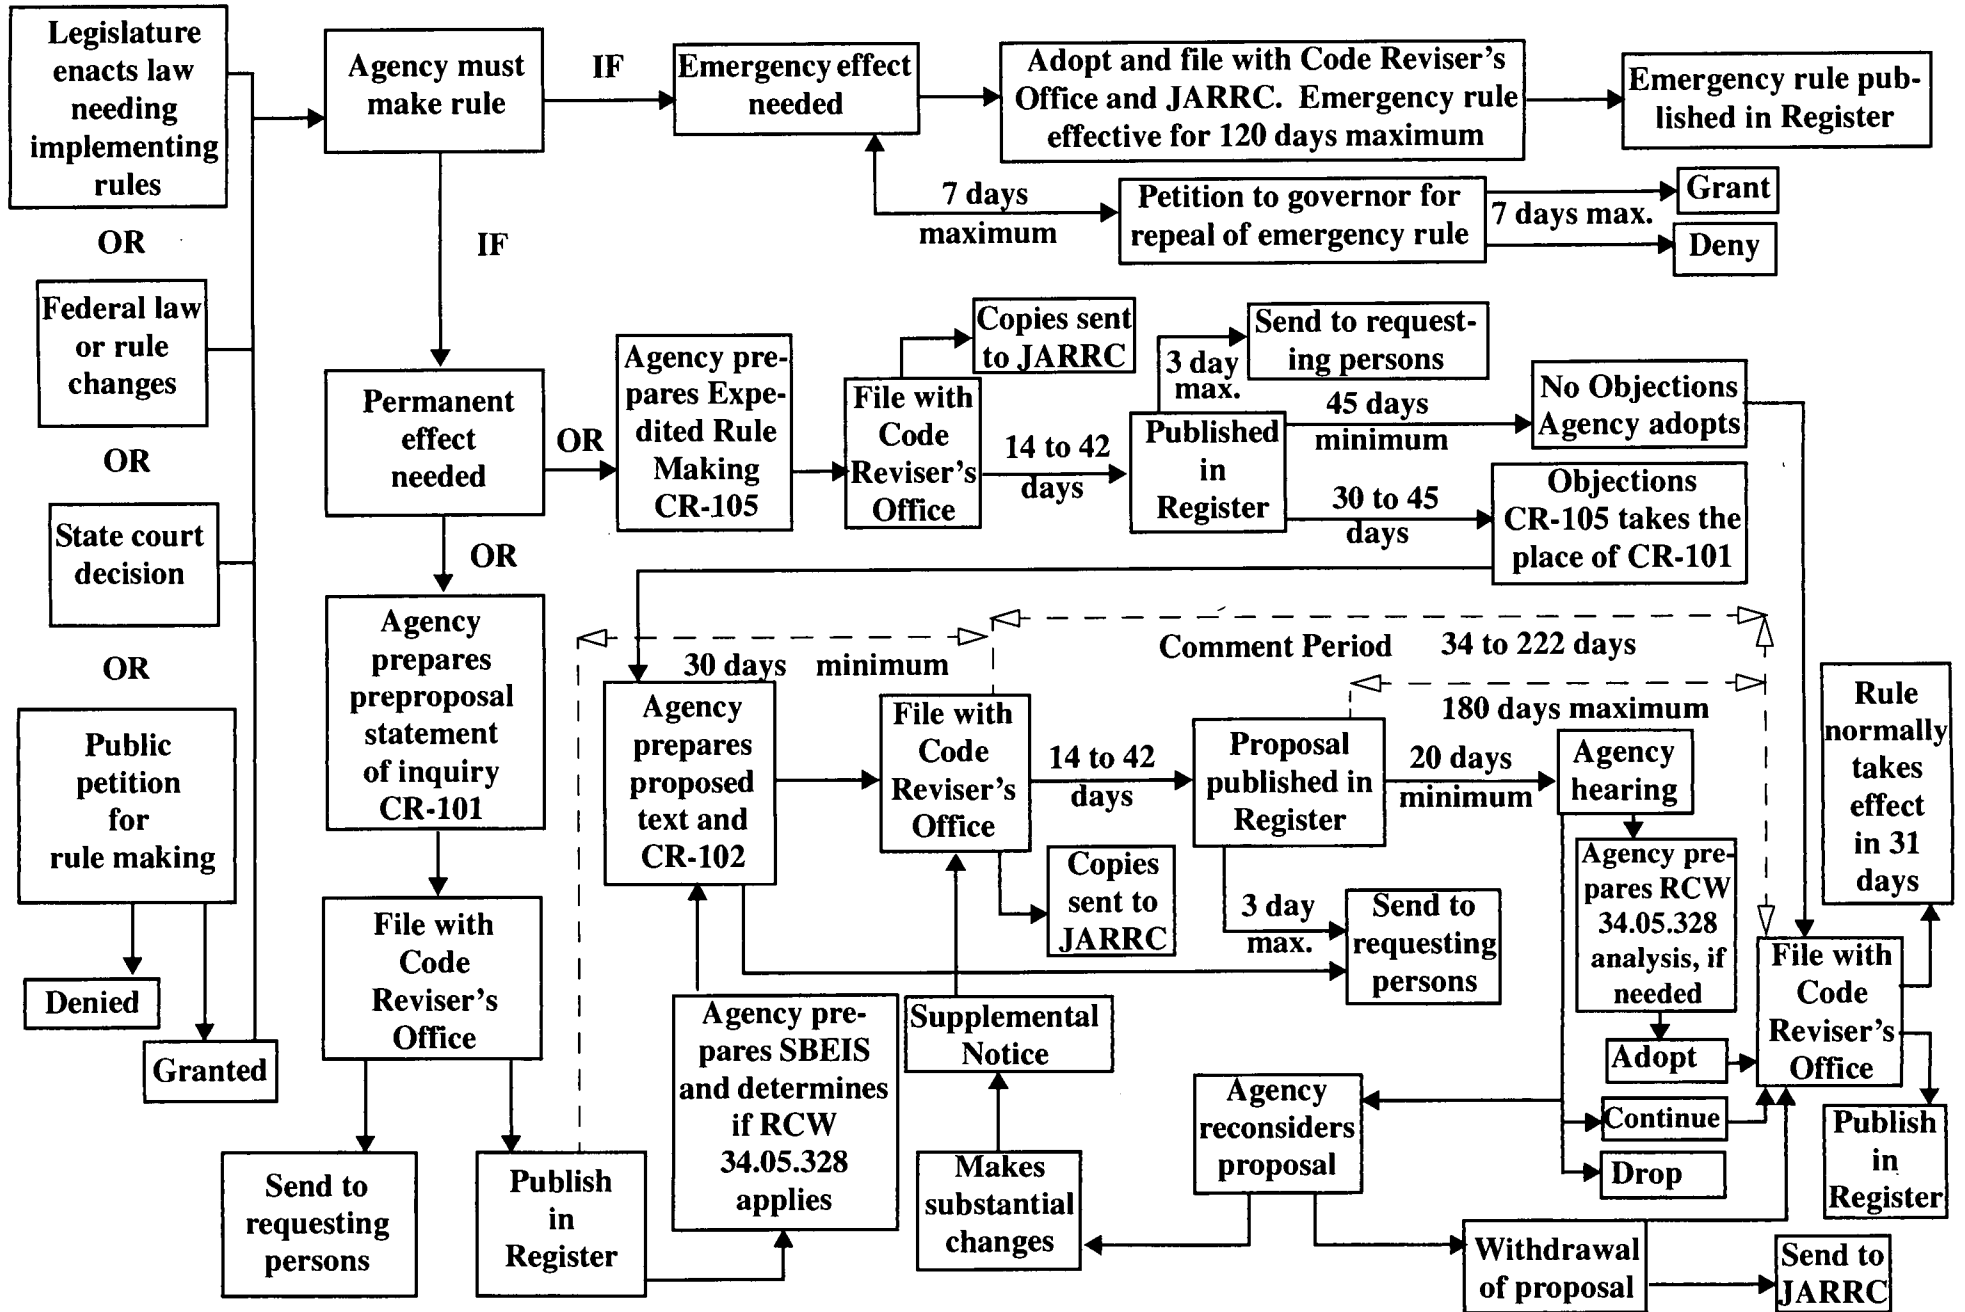 Legislature
enacts law
needing
implementing
rules
OR
Federal law
or rule
changes
OR
State court
decision
OR
Public
petition
for
rule making
Denied
Granted
Agency must
make rule
IF
Emergency effect
needed
Adopt and file with Code Reviser's
Office and JARRC. Emergency rule
effective for 120 days maximum
Emergency rule pub-
lished in Register
7 days
maximum
Petition to governor for
repeal of emergency rule
7 days max.
Grant
Deny
IF
Permanent
effect
needed
OR
Agency pre-
pares Expe-
dited Rule
Making
CR-105
File with
Code
Reviser's
Office
Copies sent
to JARRC
14 to 42
days
Published
in
Register
3 day
max.
Send to request-
ing persons
45 days
minimum
No Objections
Agency adopts
30 to 45
days
Objections
CR-105 takes the
place of CR-101
OR
Agency
prepares
preproposal
statement
of inquiry
CR-101
File with
Code
Reviser's
Office
Send to
requesting
persons
Publish
in
Register
30 days minimum
Agency
prepares
proposed
text and
CR-102
Agency pre-
pares SBEIS
and determines
if RCW
34.05.328
applies
File with
Code
Reviser's
Office
Copies
sent to
JARRC
Supplemental
Notice
Makes
substantial
changes
Comment Period 34 to 222 days
14 to 42
days
Proposal
published in
Register
180 days maximum
20 days
minimum
3 day
max.
Send to
requesting
persons
Agency
hearing
Agency pre-
pares RCW
34.05.328
analysis, if
needed
Adopt
Continue
Drop
Agency
reconsiders
proposal
Withdrawal
of proposal
Send to
JARRC
File with
Code
Reviser's
Office
Rule
normally
takes
effect
in 31
days
Publish
in
Register